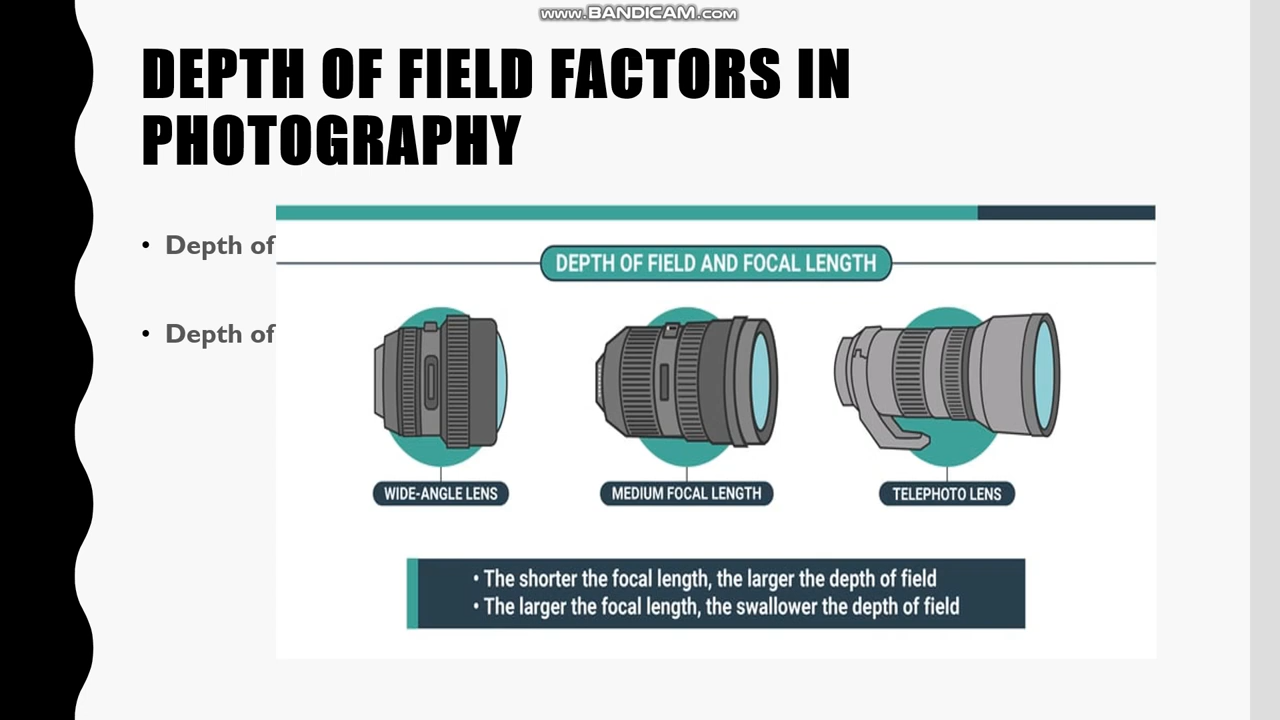 www.BANDICAM.com
DEPTH OF FIELD FACTORS IN
PHOTOGRAPHY
• Depth of
• Depth of
DEPTH OF FIELD AND FOCAL LENGTH
WIDE-ANGLE LENS
MEDIUM FOCAL LENGTH
TELEPHOTO LENS
• The shorter the focal length, the larger the depth of field
• The larger the focal length, the swallower the depth of field